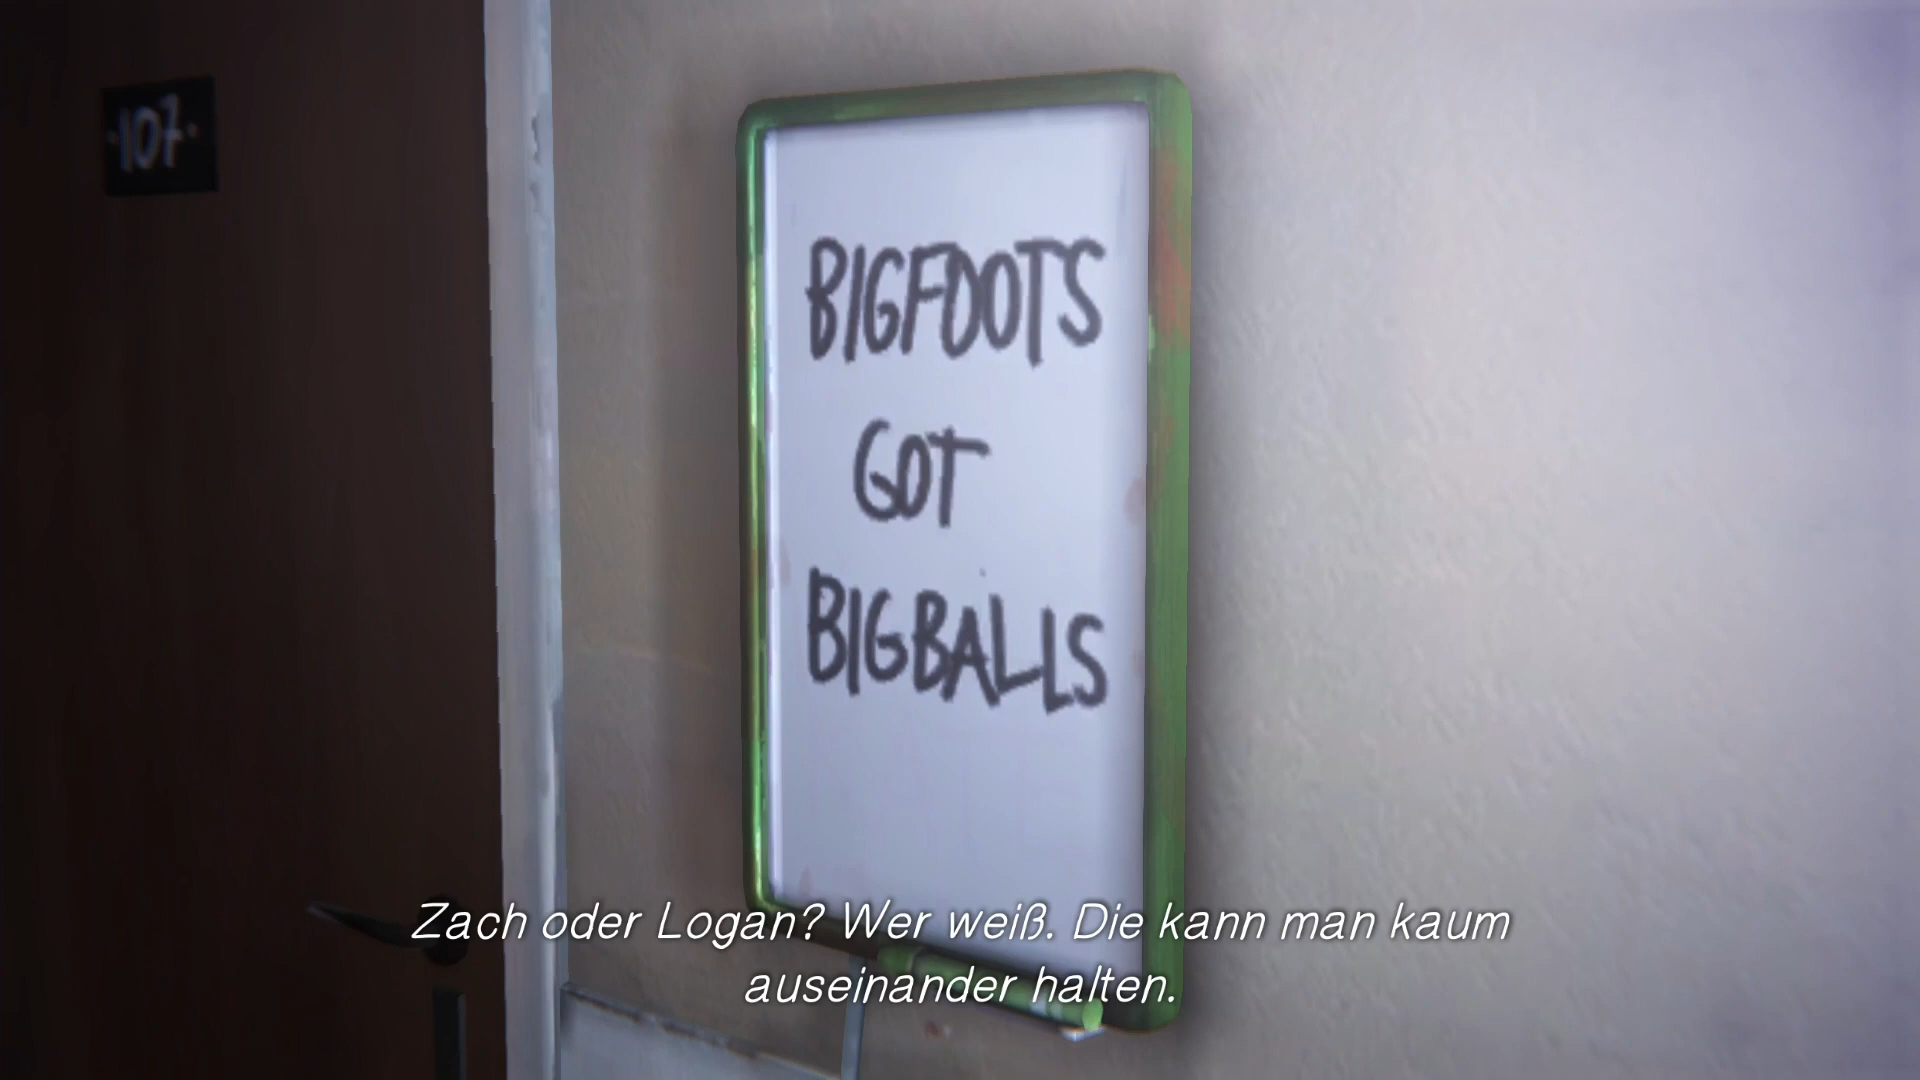 ·107·
BIGFOOTS
GOT
BIGBALLS
Zach oder Logan? Wer weiß. Die kann man kaum
auseinander halten.